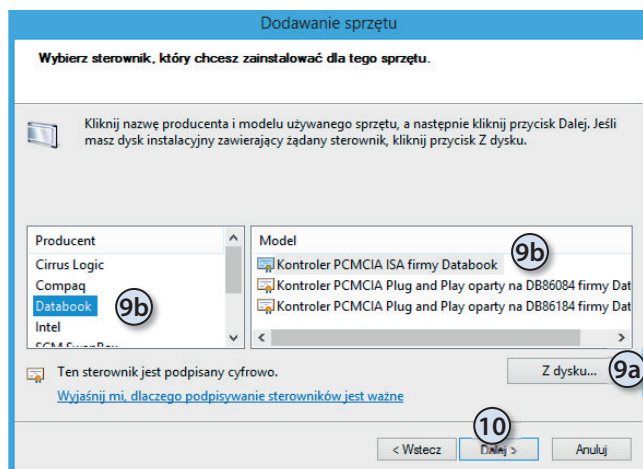 Dodawanie sprzętu
Wybierz sterownik, który chcesz zainstalować dla tego sprzętu.
Kliknij nazwę producenta i modelu używanego sprzętu, a następnie kliknij przycisk Dalej. Jeśli
masz dysk instalacyjny zawierający żądany sterownik, kliknij przycisk Z dysku.
Producent
Cirrus Logic
Compaq
Databook
9b
Intel
Model
Kontroler PCMCIA ISA firmy Databook
9b
Kontroler PCMCIA Plug and Play oparty na DB86084 firmy Dat
Kontroler PCMCIA Plug and Play oparty na DB86184 firmy Dat
Ten sterownik jest podpisany cyfrowo.
Wyjaśnij mi, dlaczego podpisywanie sterowników jest ważne
Z dysku...
9a
10
< Wstecz
Dalej >
Anuluj